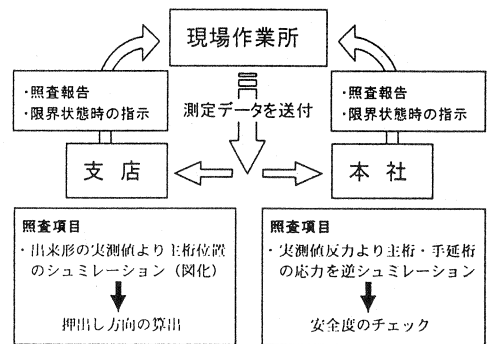 現場作業所
・照査報告
・限界状態時の指示
測定データを送付
・照査報告
・限界状態時の指示
支店
本社
照査項目
・出来形の実測値より主桁位置
のシュミレーション（図化）
押出し方向の算出
照査項目
・実測値反力より主桁・手延桁
の応力を逆シュミレーション
安全度のチェック